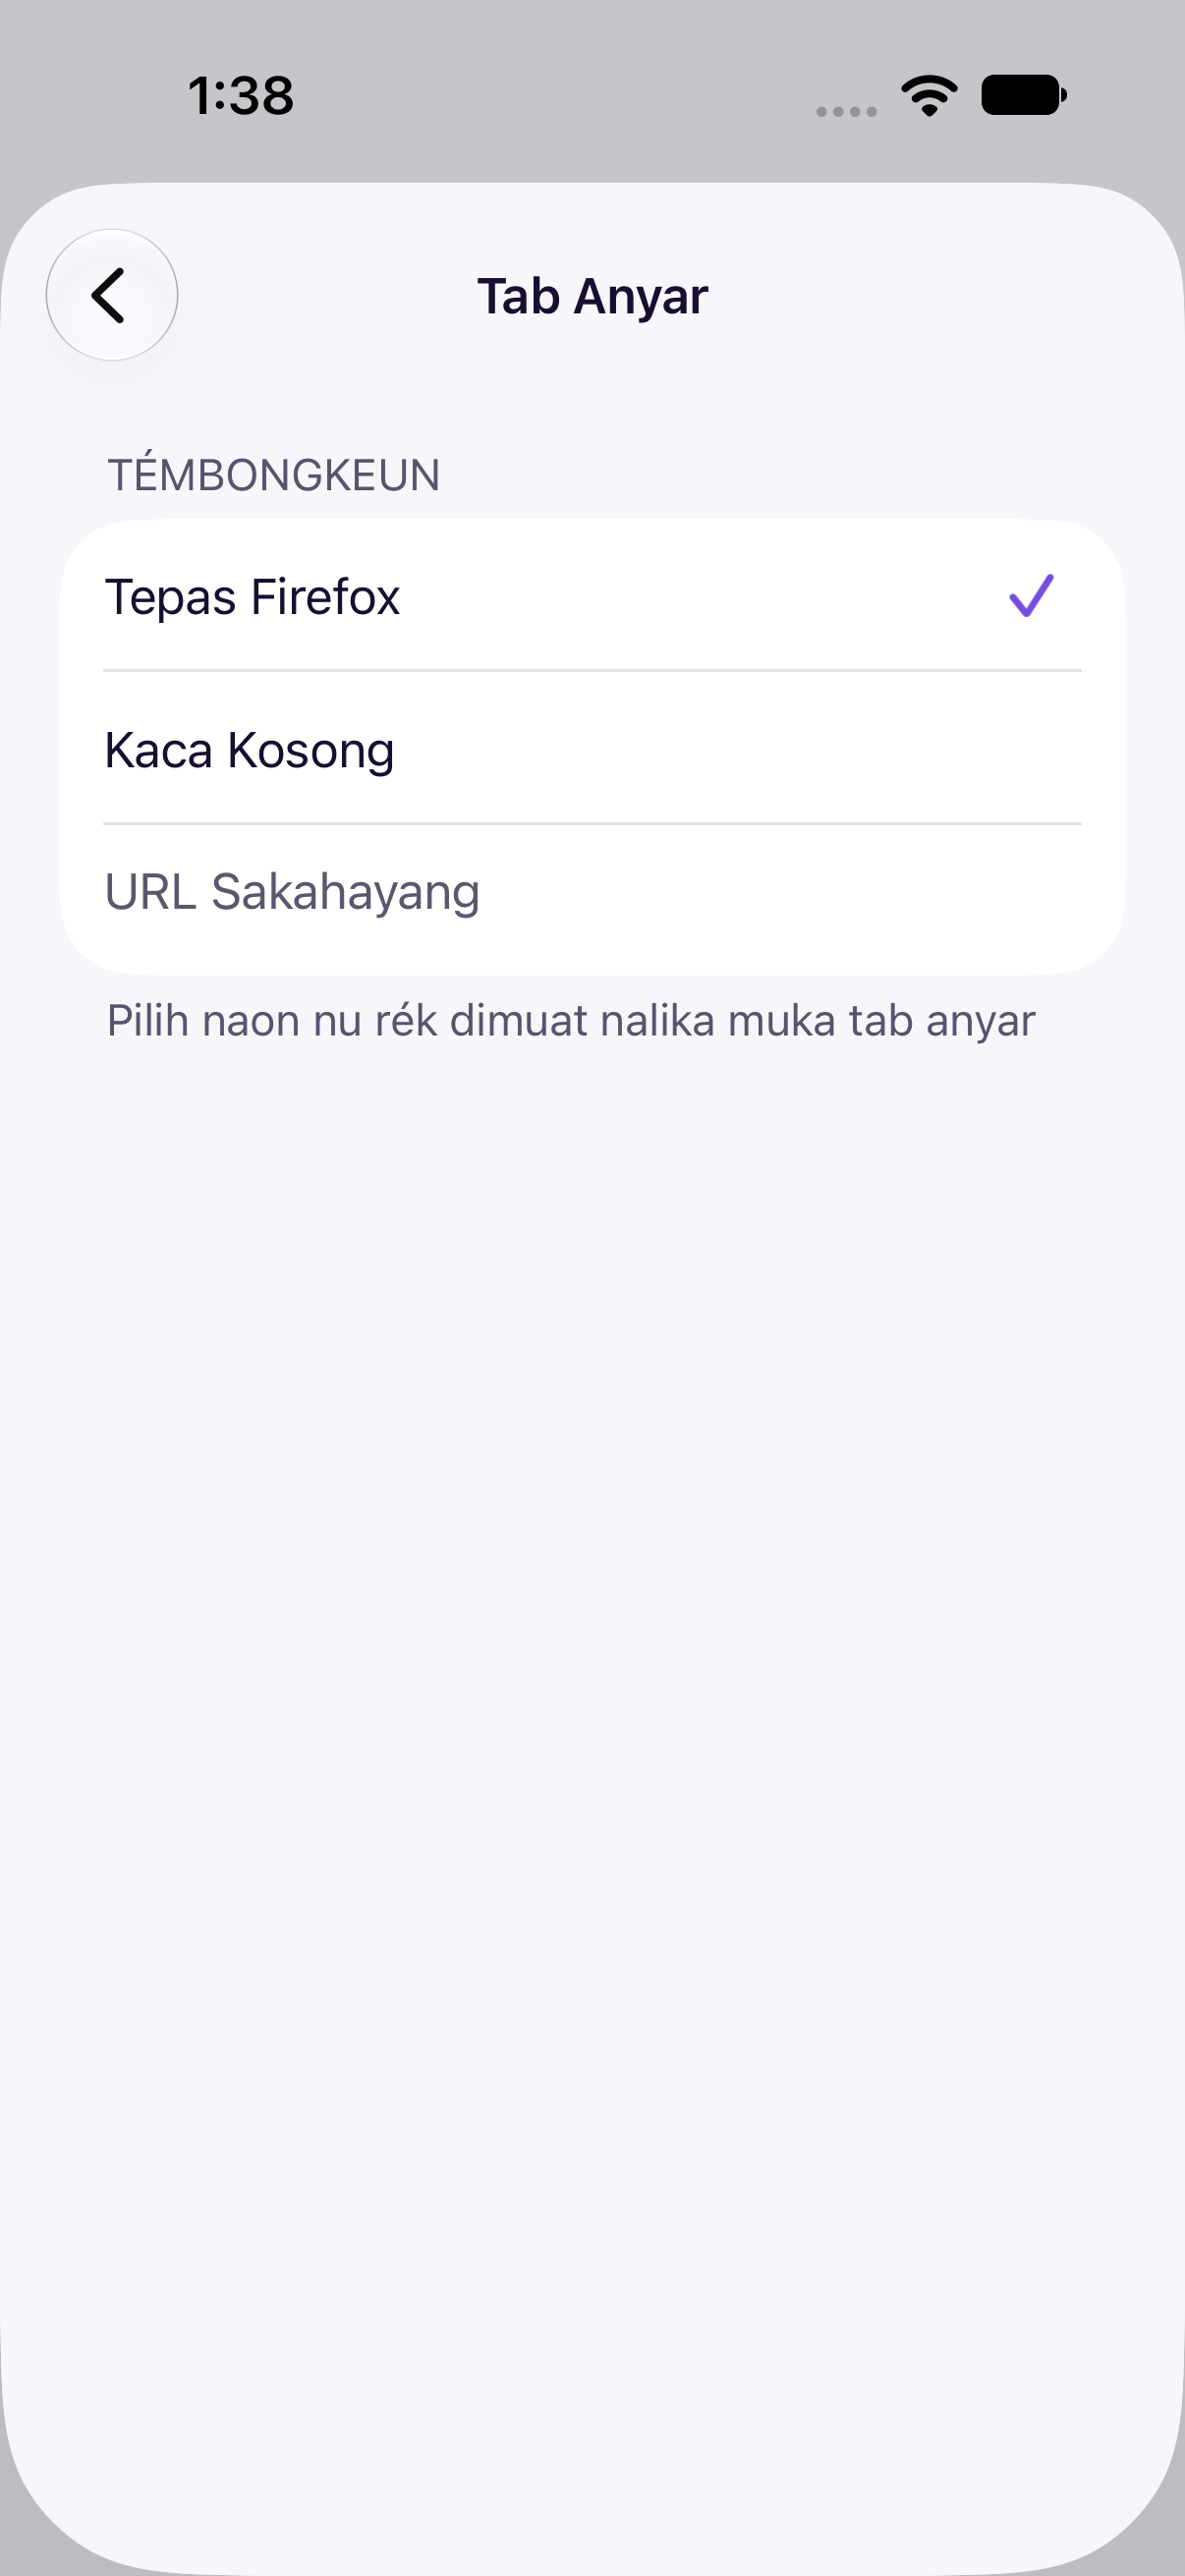 1:38
Tab Anyar
TÉMBONGKEUN
Tepas Firefox
Kaca Kosong
URL Sakahayang
Pilih naon nu rék dimuat nalika muka tab anyar